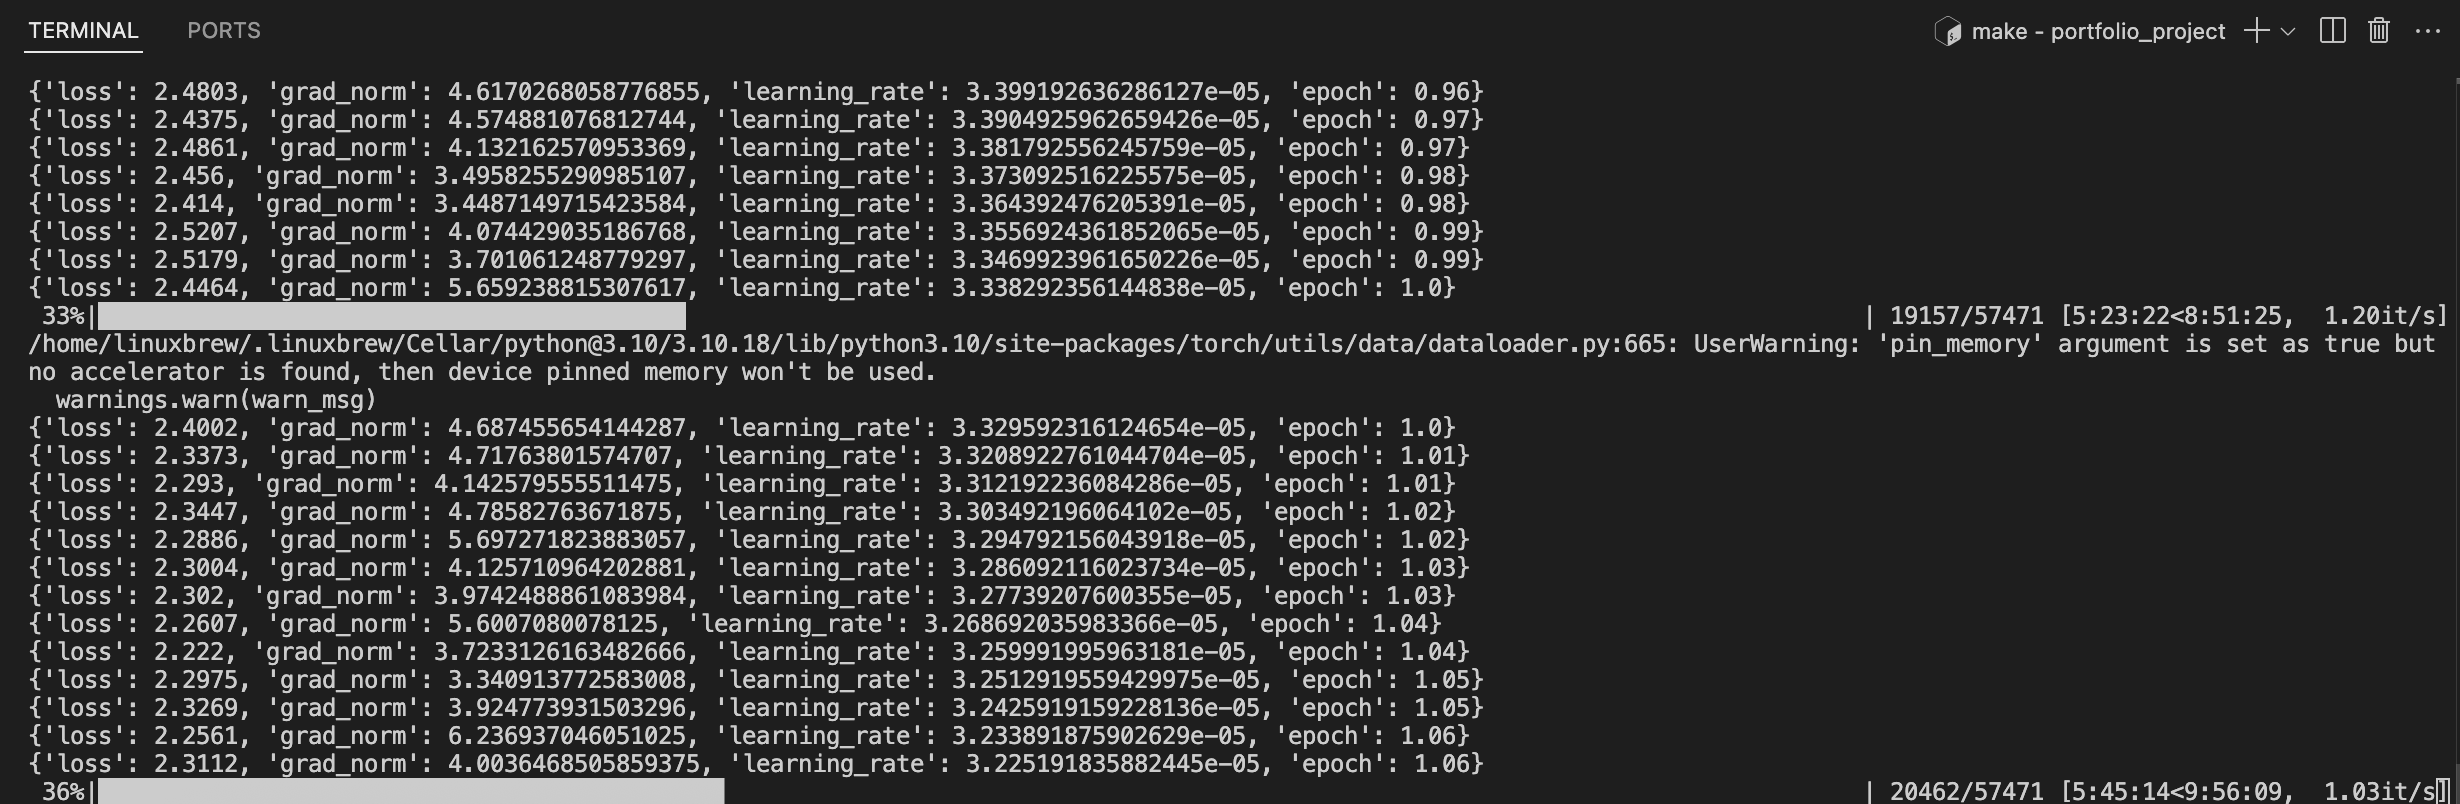 TERMINAL PORTS make - portfolio_project
{'loss': 2.4803, 'grad_norm': 4.6170268058776855, 'learning_rate': 3.399192636286127e-05, 'epoch': 0.96}
{'loss': 2.4375, 'grad_norm': 4.574881076812744, 'learning_rate': 3.3904925962659426e-05, 'epoch': 0.97}
{'loss': 2.4861, 'grad_norm': 4.132162570953369, 'learning_rate': 3.381792556245759e-05, 'epoch': 0.97}
{'loss': 2.456, 'grad_norm': 3.4958255290985107, 'learning_rate': 3.373092516225575e-05, 'epoch': 0.98}
{'loss': 2.414, 'grad_norm': 3.4487149715423584, 'learning_rate': 3.364392476205391e-05, 'epoch': 0.98}
{'loss': 2.5207, 'grad_norm': 4.074429035186768, 'learning_rate': 3.3556924361852065e-05, 'epoch': 0.99}
{'loss': 2.5179, 'grad_norm': 3.701061248779297, 'learning_rate': 3.3469923961650226e-05, 'epoch': 0.99}
{'loss': 2.4464, 'grad_norm': 5.659238815307617, 'learning_rate': 3.338292356144838e-05, 'epoch': 1.0}
33%| | 19157/57471 [5:23:22<8:51:25, 1.20it/s]
/home/linuxbrew/.linuxbrew/Cellar/python@3.10/3.10.18/lib/python3.10/site-packages/torch/utils/data/dataloader.py:665: UserWarning: 'pin_memory' argument is set as true but
no accelerator is found, then device pinned memory won't be used.
warnings.warn(warn_msg)
{'loss': 2.4002, 'grad_norm': 4.687455654144287, 'learning_rate': 3.329592316124654e-05, 'epoch': 1.0}
{'loss': 2.3373, 'grad_norm': 4.71763801574707, 'learning_rate': 3.3208922761044704e-05, 'epoch': 1.01}
{'loss': 2.293, 'grad_norm': 4.142579555511475, 'learning_rate': 3.312192236084286e-05, 'epoch': 1.01}
{'loss': 2.3447, 'grad_norm': 4.78582763671875, 'learning_rate': 3.303492196064102e-05, 'epoch': 1.02}
{'loss': 2.2886, 'grad_norm': 5.697271823883057, 'learning_rate': 3.294792156043918e-05, 'epoch': 1.02}
{'loss': 2.3004, 'grad_norm': 4.125710964202881, 'learning_rate': 3.286092116023734e-05, 'epoch': 1.03}
{'loss': 2.302, 'grad_norm': 3.9742488861083984, 'learning_rate': 3.27739207600355e-05, 'epoch': 1.03}
{'loss': 2.2607, 'grad_norm': 5.6007080078125, 'learning_rate': 3.268692035983366e-05, 'epoch': 1.04}
{'loss': 2.222, 'grad_norm': 3.7233126163482666, 'learning_rate': 3.259991995963181e-05, 'epoch': 1.04}
{'loss': 2.2975, 'grad_norm': 3.340913772583008, 'learning_rate': 3.2512919559429975e-05, 'epoch': 1.05}
{'loss': 2.3269, 'grad_norm': 3.924773931503296, 'learning_rate': 3.2425919159228136e-05, 'epoch': 1.05}
{'loss': 2.2561, 'grad_norm': 6.236937046051025, 'learning_rate': 3.233891875902629e-05, 'epoch': 1.06}
{'loss': 2.3112, 'grad_norm': 4.0036468505859375, 'learning_rate': 3.225191835882445e-05, 'epoch': 1.06}
36%| | 20462/57471 [5:45:14<9:56:09, 1.03it/s]